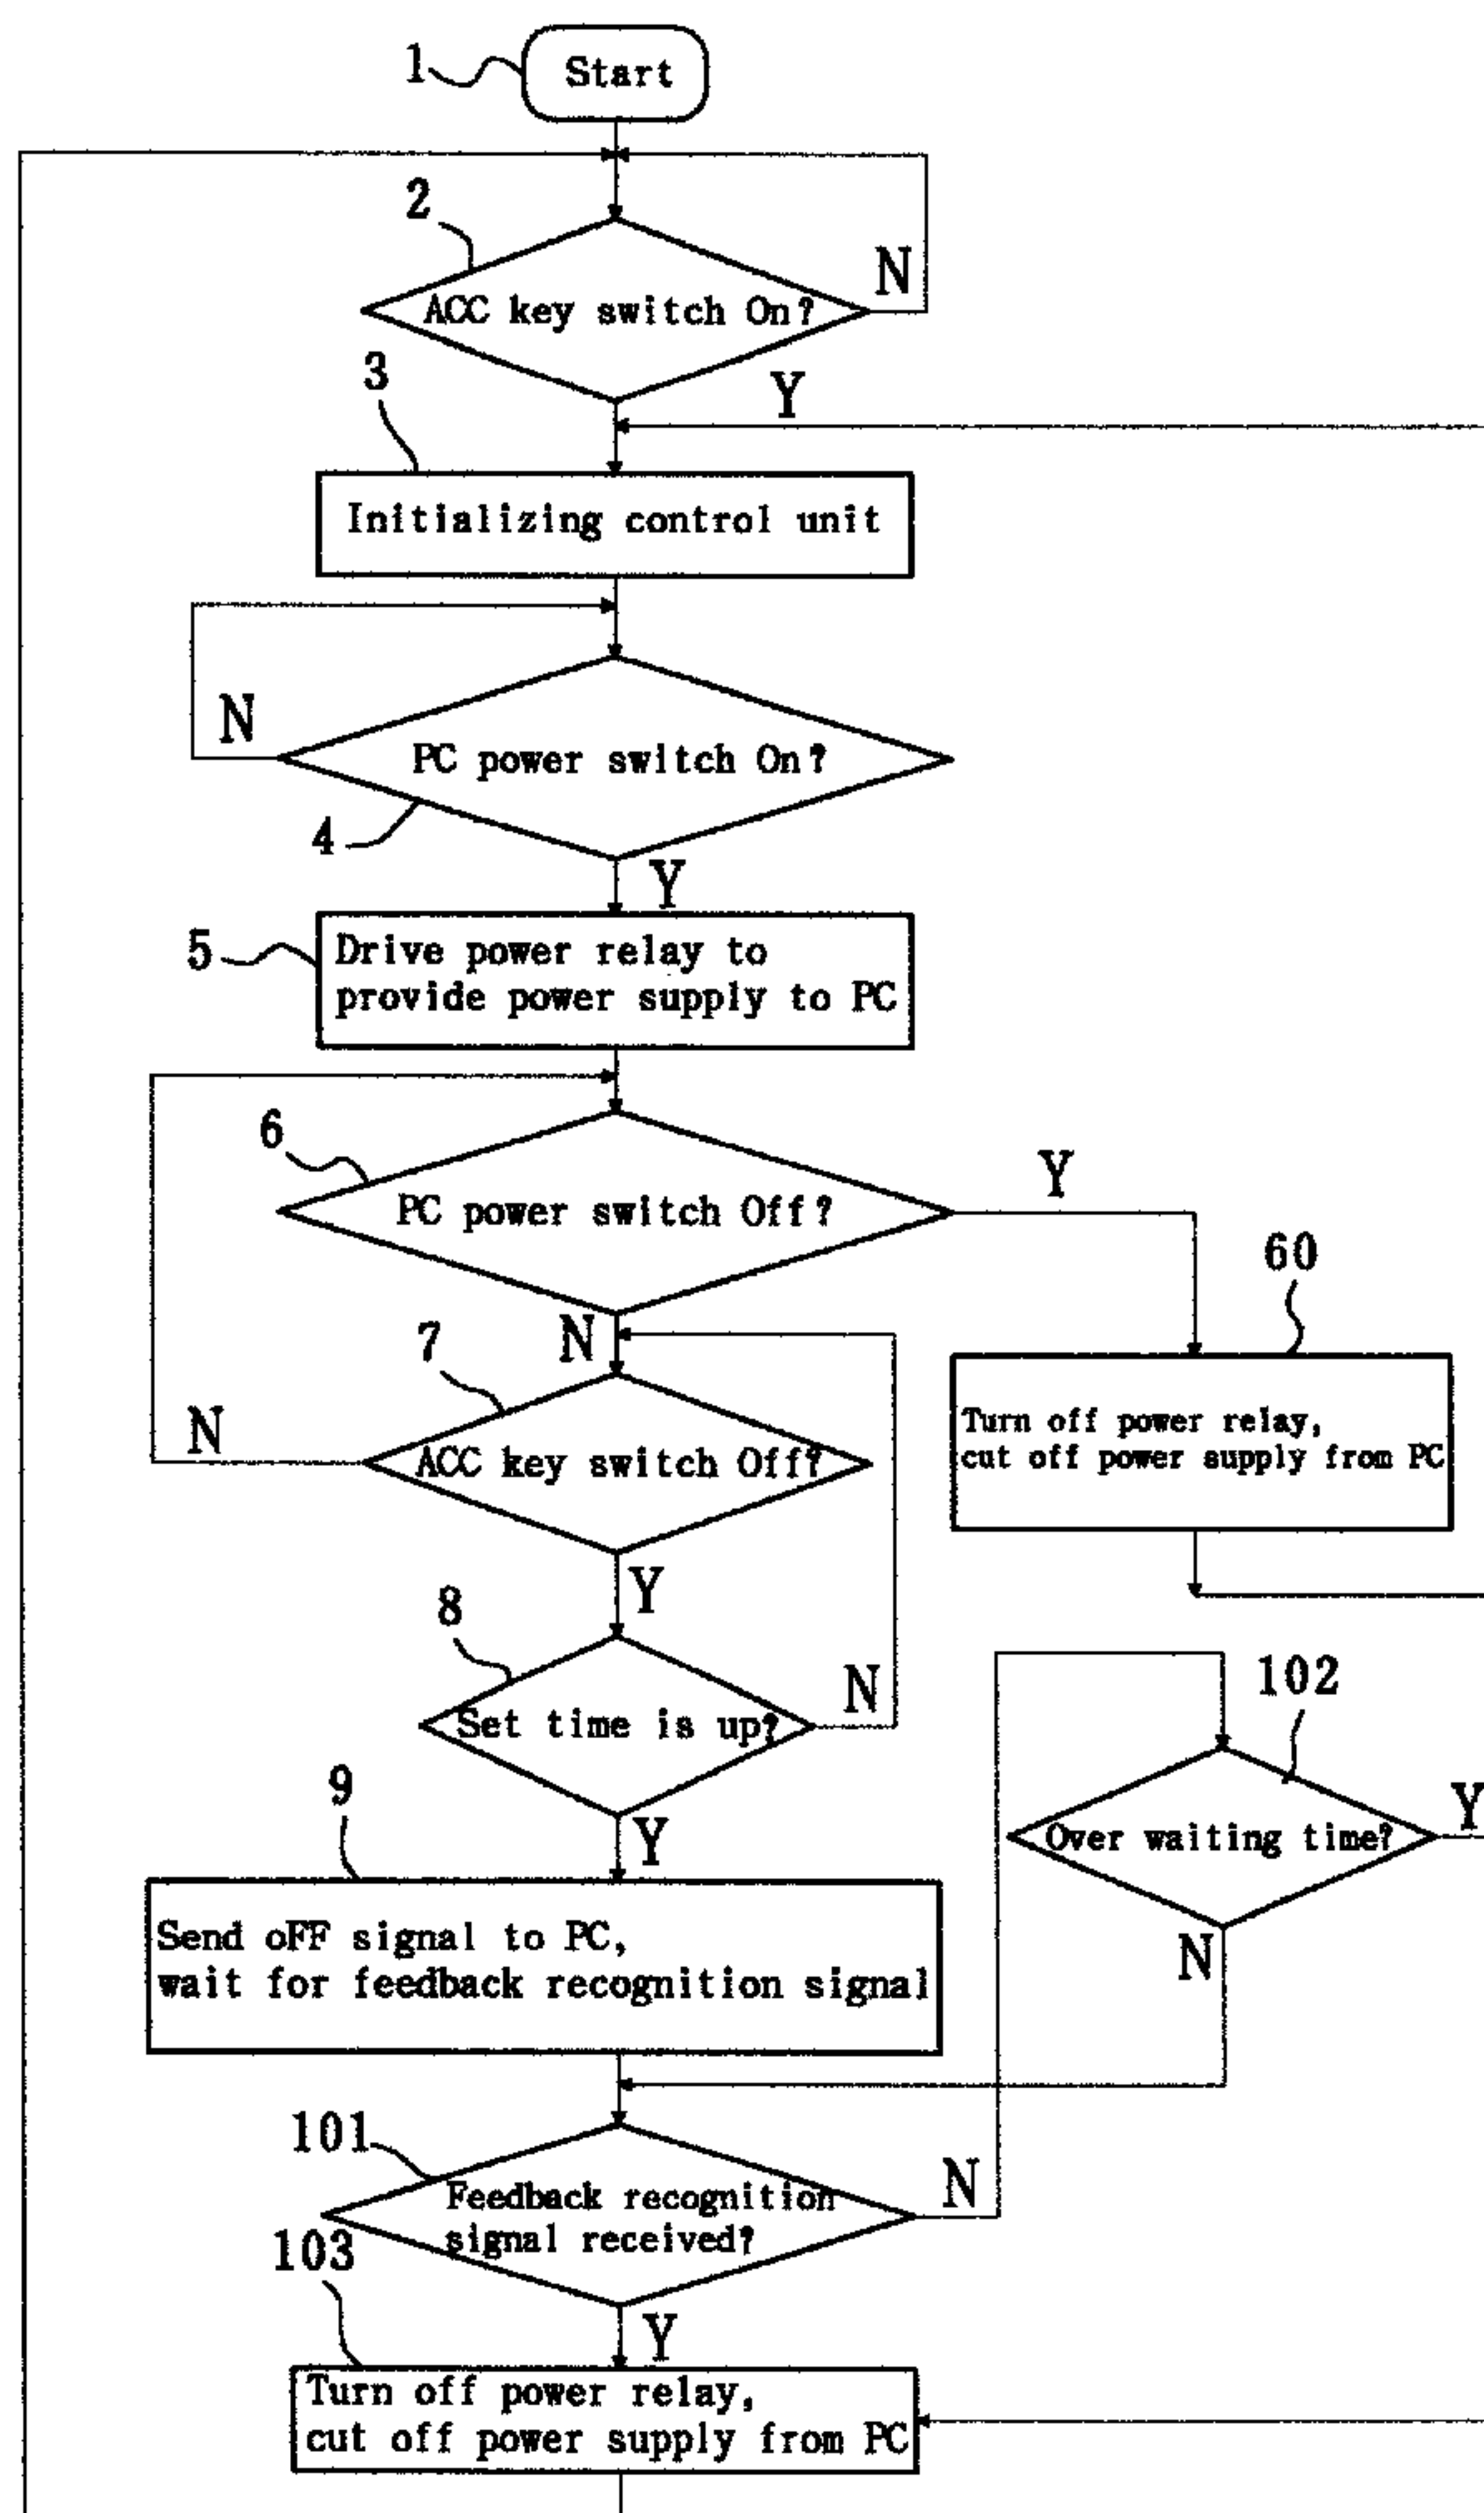 1
Start
2
N
ACC key switch On?
3
Y
Initializing control unit
N
PC power switch On?
4
Y
5
Drive power relay to
provide power supply to PC
6
Y
PC power switch Off?
60
7
N
N
Turn off power relay,
cut off power supply from PC
ACC key switch Off?
Y
8
N
102
Set time is up?
9
Y
Y
Over waiting time?
Send oFF signal to PC,
wait for feedback recognition signal
N
101
N
Feedback recognition
signal received?
103
Y
Turn off power relay,
cut off power supply from PC